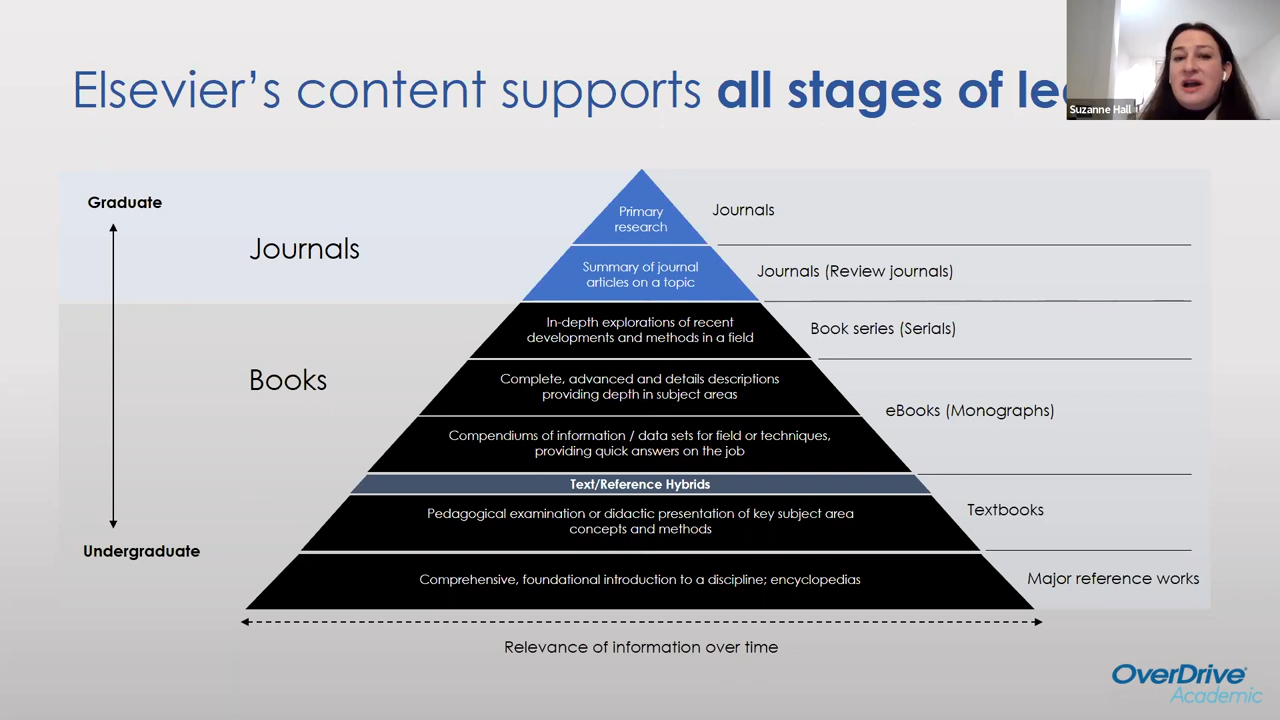 Elsevier's content supports all stages of
Suzanne Hall
Graduate
Journals
Books
Undergraduate
Primary
research
Journals
Summary of journal
articles on a topic
Journals (Review journals)
In-depth explorations of recent
developments and methods in a field
Book series (Serials)
Complete, advanced and details descriptions
providing depth in subject areas
eBooks (Monographs)
Compendiums of information / data sets for field or techniques,
providing quick answers on the job
Text/Reference Hybrids
Pedagogical examination or didactic presentation of key subject area
concepts and methods
Textbooks
Comprehensive, foundational introduction to a discipline; encyclopedias
Major reference works
Relevance of information over time
OverDrive
Academic